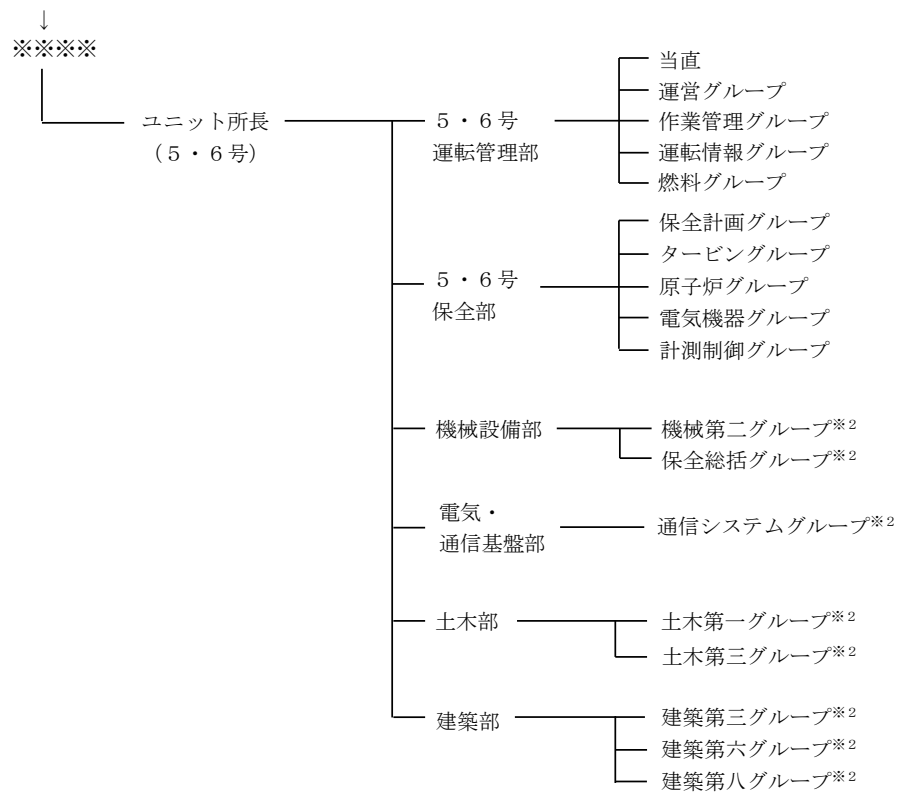 ↓
※※※※
ユニット所長
（５・６号）
５・６号
運転管理部
当直
運営グループ
作業管理グループ
運転情報グループ
燃料グループ
５・６号
保全部
保全計画グループ
タービングループ
原子炉グループ
電気機器グループ
計測制御グループ
機械設備部
機械第二グループ※２
保全総括グループ※２
電気・
通信基盤部
通信システムグループ※２
土木部
土木第一グループ※２
土木第三グループ※２
建築部
建築第三グループ※２
建築第六グループ※２
建築第八グループ※２